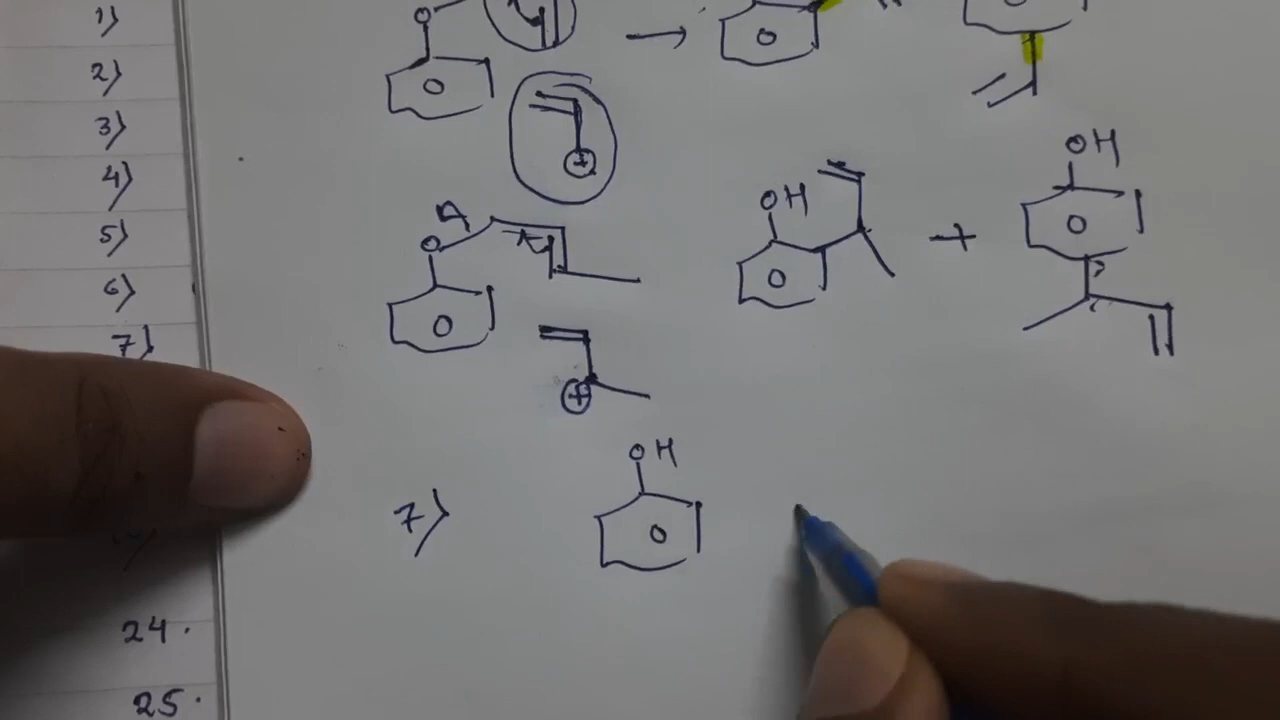 1)
2)
3)
4)
5)
6)
7)
24.
25.
O
O
→
O
O
+
O
O
O
+
OH
O
+
OH
O
7)
OH
O